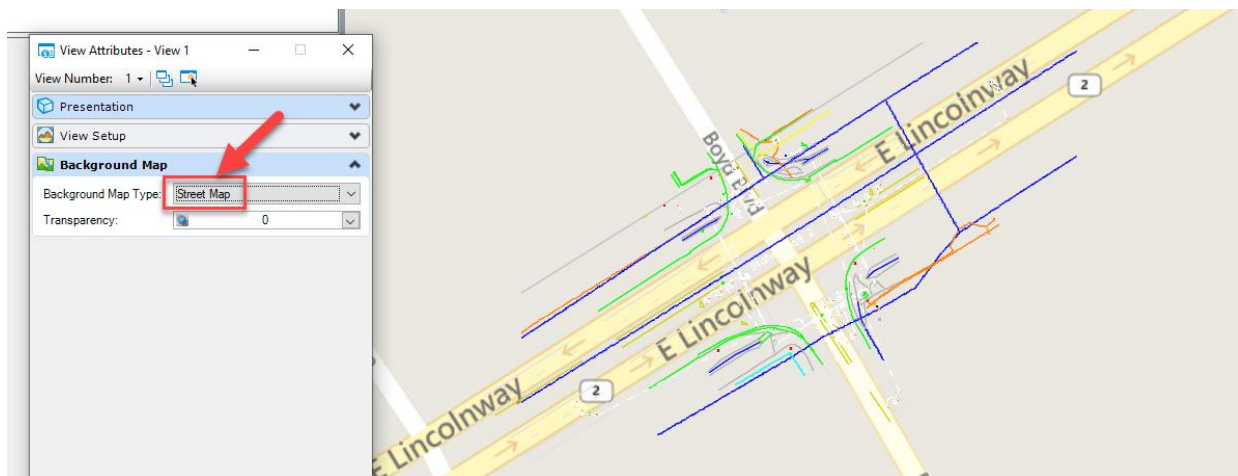 View Attributes - View 1
View Number: 1
Presentation
View Setup
Background Map
Background Map Type: Street Map
Transparency: 0
Boyd Blvd
E Lincolnway
2
E Lincolnway
2
E Lincolnway